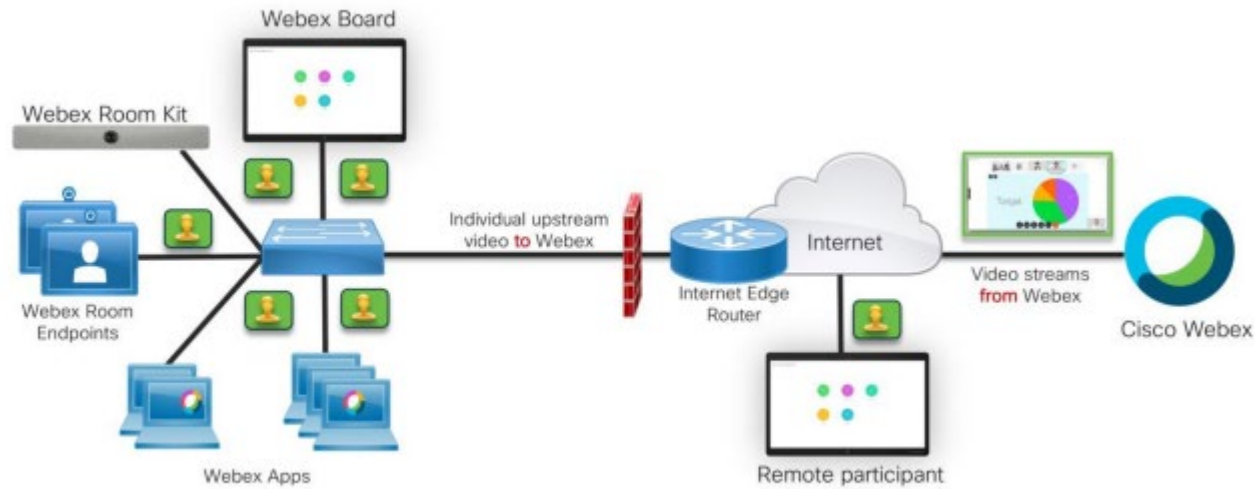 Webex Board
Webex Room Kit
Individual upstream
video to Webex
Internet
Target
Webex Room
Endpoints
Internet Edge
Router
Video streams
from Webex
Cisco Webex
Webex Apps
Remote participant